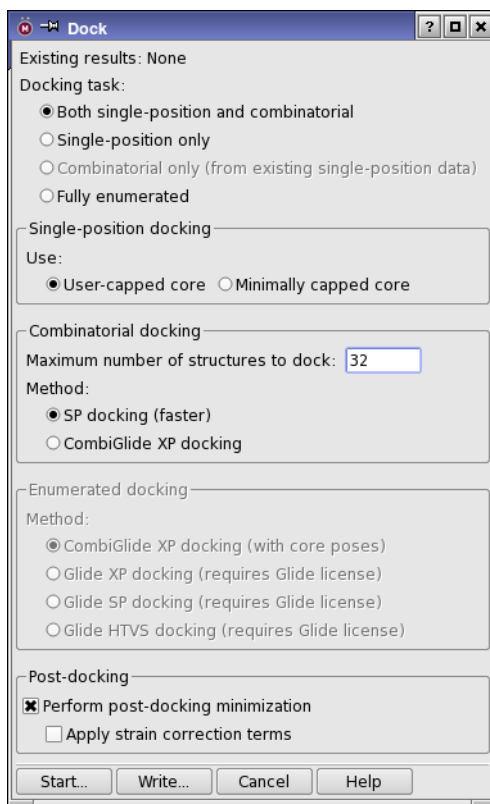 Dock
Existing results: None
Docking task:
Both single-position and combinatorial
Single-position only
Combinatorial only (from existing single-position data)
Fully enumerated
Single-position docking
Use:
User-capped core Minimally capped core
Combinatorial docking
Maximum number of structures to dock: 32
Method:
SP docking (faster)
CombiGlide XP docking
Enumerated docking
Method:
CombiGlide XP docking (with core poses)
Glide XP docking (requires Glide license)
Glide SP docking (requires Glide license)
Glide HTVS docking (requires Glide license)
Post-docking
Perform post-docking minimization
Apply strain correction terms
Start... Write... Cancel Help